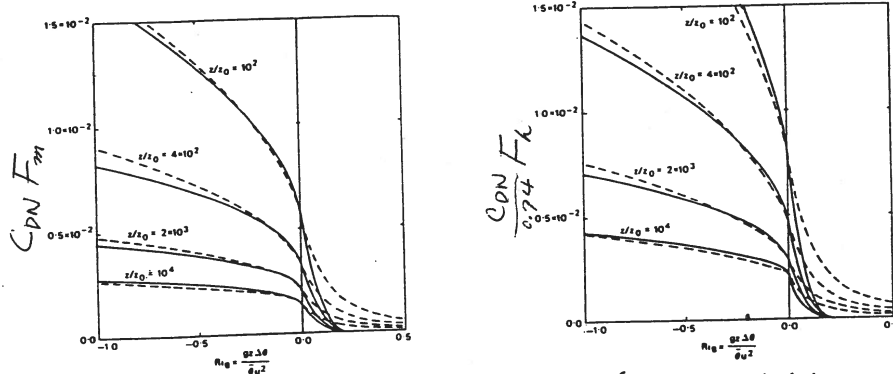 1·5×10⁻²
z/z₀ = 10²
1·0×10⁻²
C_DN F_m
z/z₀ = 4×10²
0·5×10⁻²
z/z₀ = 2×10³
z/z₀ = 10⁴
0·0
-1·0
-0·5
0·0
0·5
Ri_B = gzΔθ / θ̄u²
1·5×10⁻²
z/z₀ = 10²
z/z₀ = 4×10²
1·0×10⁻²
C_DN / 0.74 F_h
z/z₀ = 2×10³
0·5×10⁻²
z/z₀ = 10⁴
0·0
-1·0
-0·5
0·0
Ri_B = gzΔθ / θ̄u²